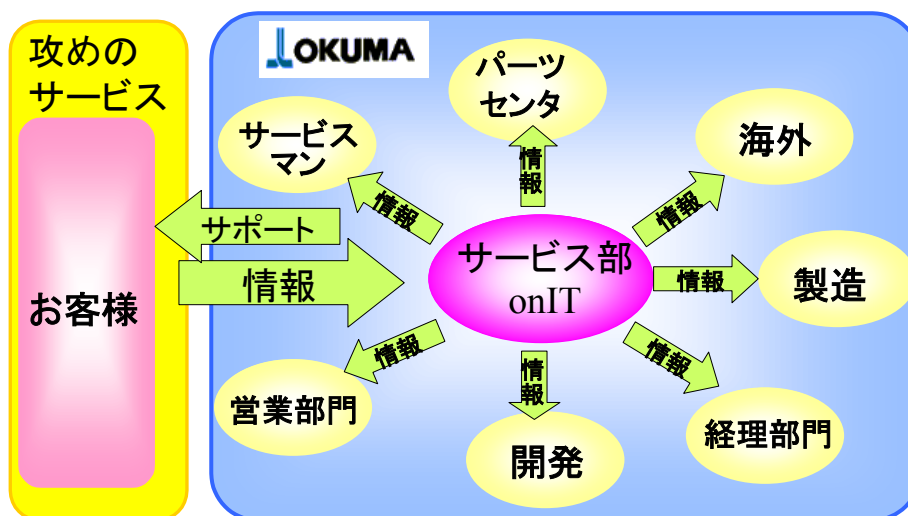 攻めの
サービス
お客様
OKUMA
パーツ
センタ
サービス
マン
海外
情報
情報
情報
サポート
情報
サービス部
onIT
情報
製造
情報
情報
情報
営業部門
開発
経理部門